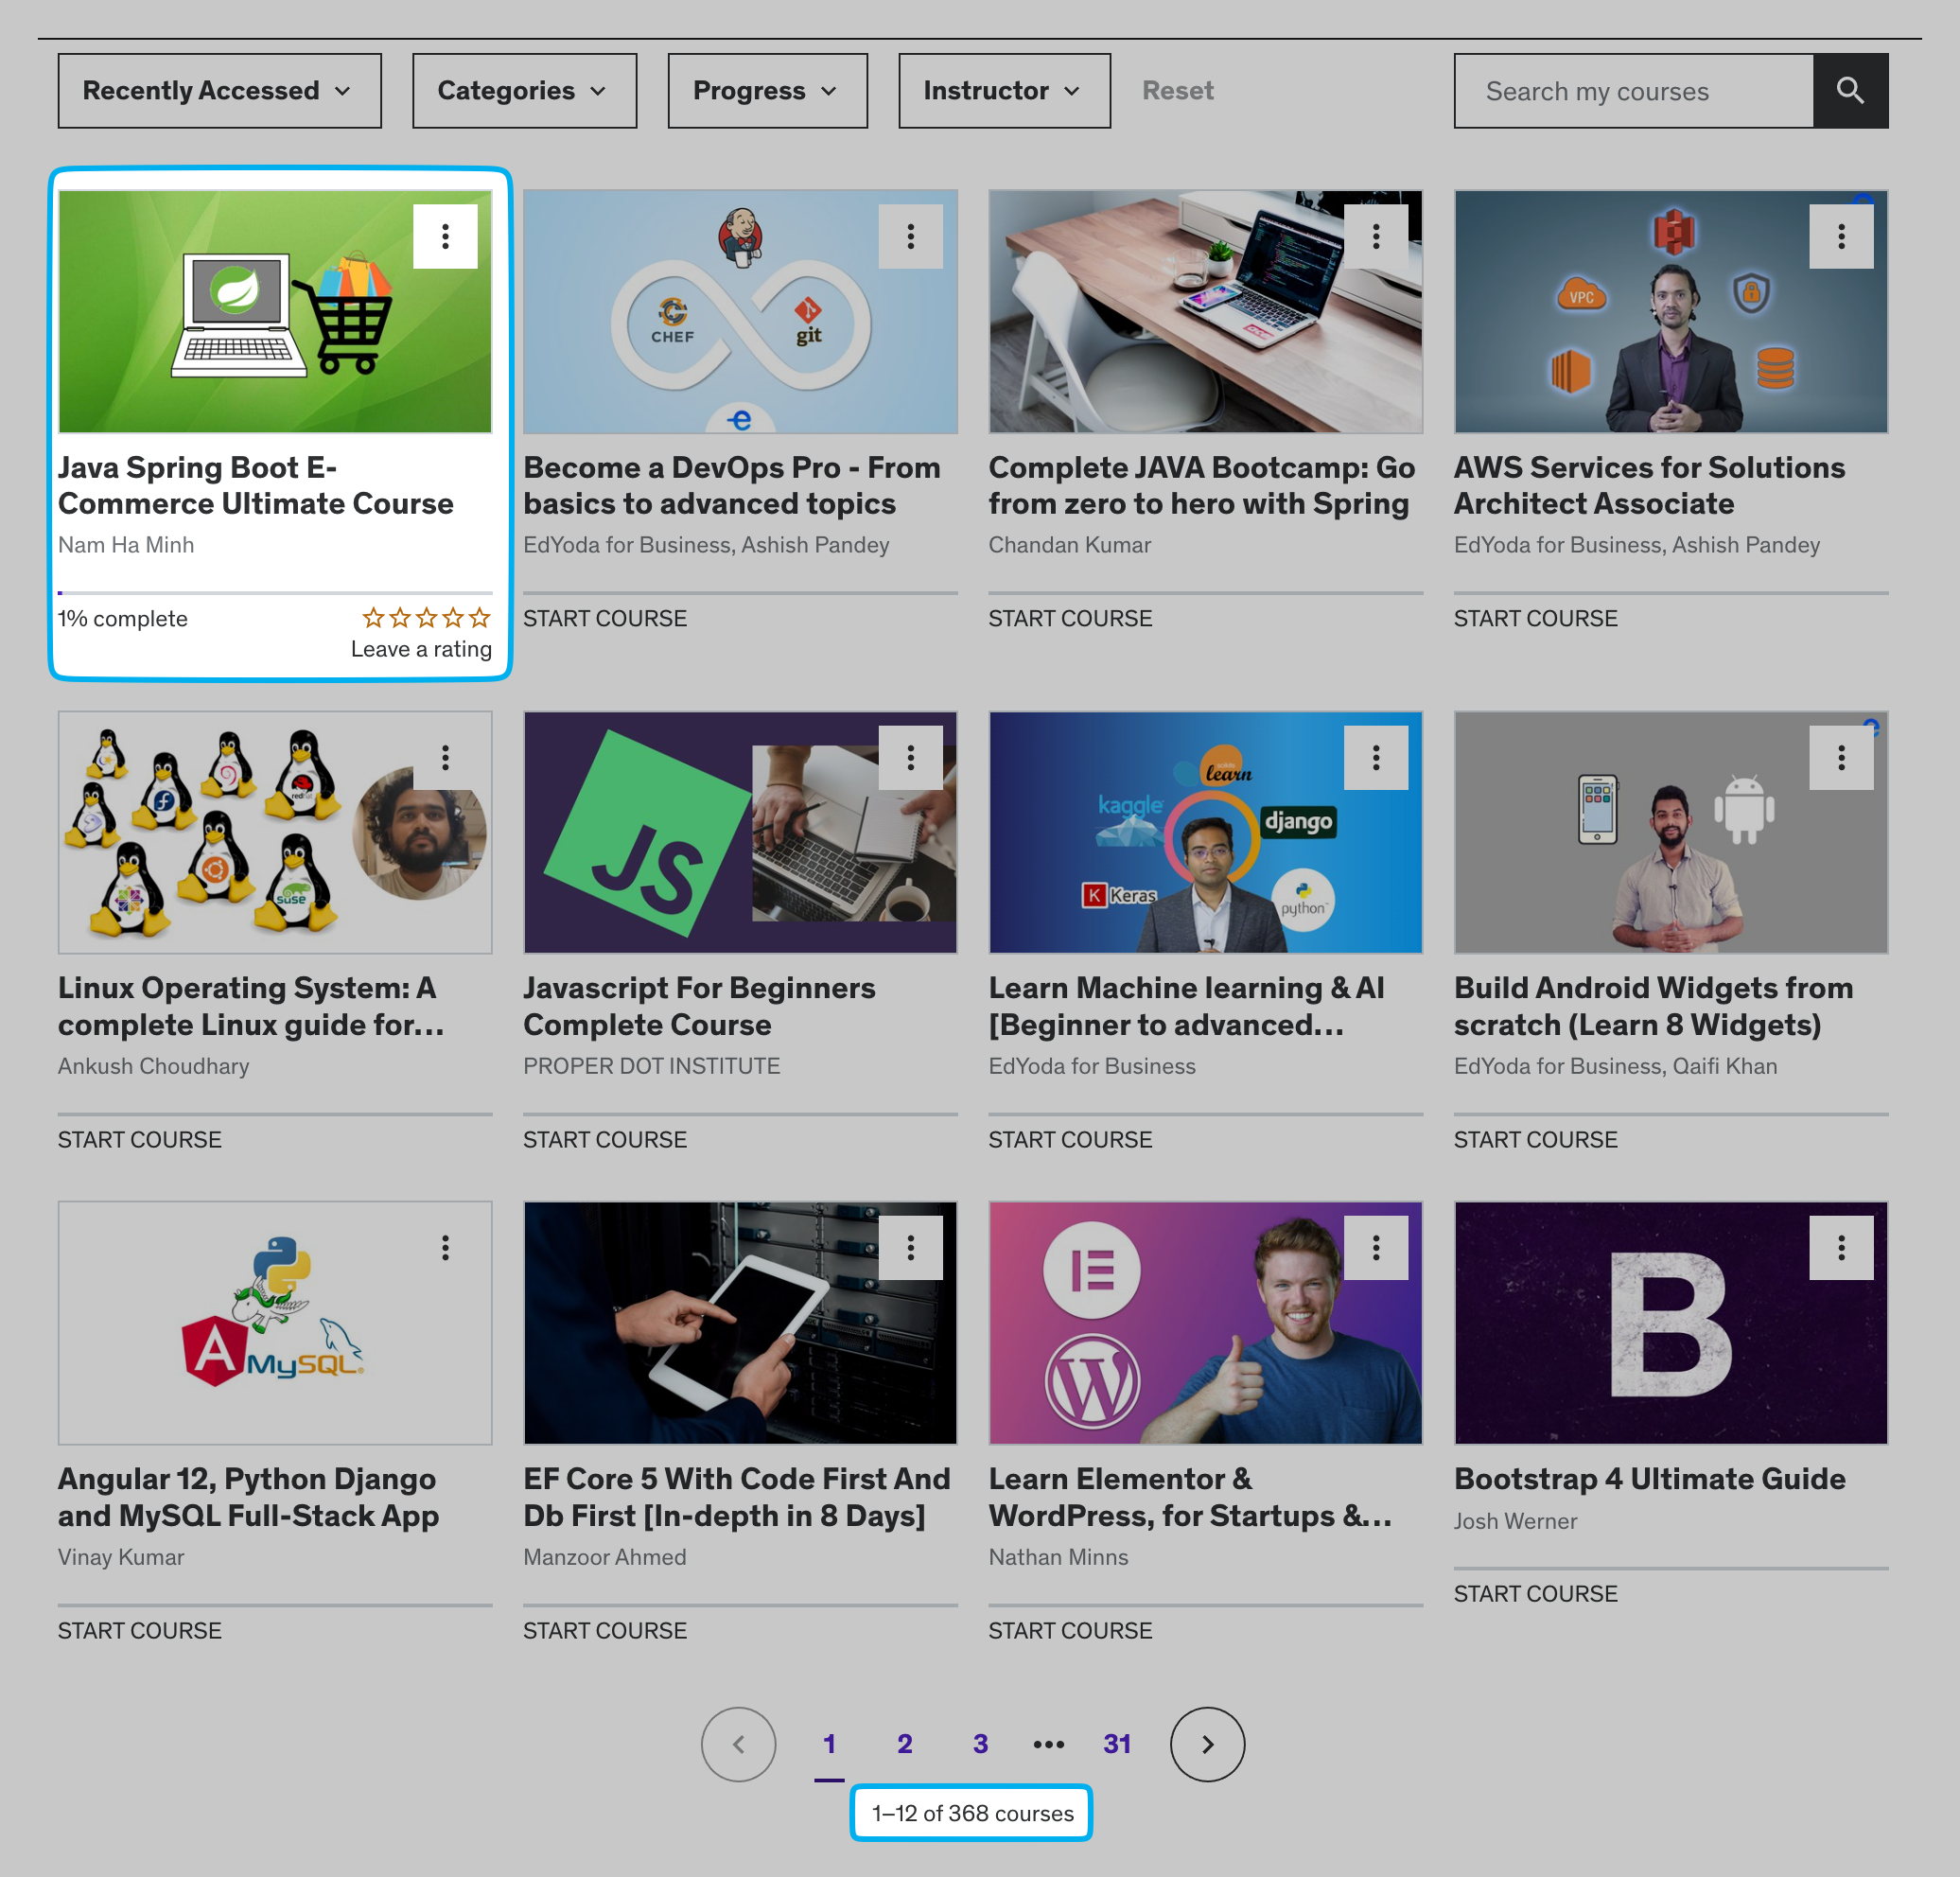 Recently Accessed
Categories
Progress
Instructor
Reset
Search my courses
CHEF
git
e
VPC
Java Spring Boot E-
Commerce Ultimate Course
Nam Ha Minh
1% complete
Leave a rating
Become a DevOps Pro - From
basics to advanced topics
EdYoda for Business, Ashish Pandey
START COURSE
Complete JAVA Bootcamp: Go
from zero to hero with Spring
Chandan Kumar
START COURSE
AWS Services for Solutions
Architect Associate
EdYoda for Business, Ashish Pandey
START COURSE
redhat
SUSE
JS
learn
kaggle
django
K Keras
python
Linux Operating System: A
complete Linux guide for...
Ankush Choudhary
START COURSE
Javascript For Beginners
Complete Course
PROPER DOT INSTITUTE
START COURSE
Learn Machine learning & AI
[Beginner to advanced...
EdYoda for Business
START COURSE
Build Android Widgets from
scratch (Learn 8 Widgets)
EdYoda for Business, Qaifi Khan
START COURSE
A
MySQL
W
B
Angular 12, Python Django
and MySQL Full-Stack App
Vinay Kumar
START COURSE
EF Core 5 With Code First And
Db First [In-depth in 8 Days]
Manzoor Ahmed
START COURSE
Learn Elementor &
WordPress, for Startups &...
Nathan Minns
START COURSE
Bootstrap 4 Ultimate Guide
Josh Werner
START COURSE
1 2 3 ••• 31
1–12 of 368 courses